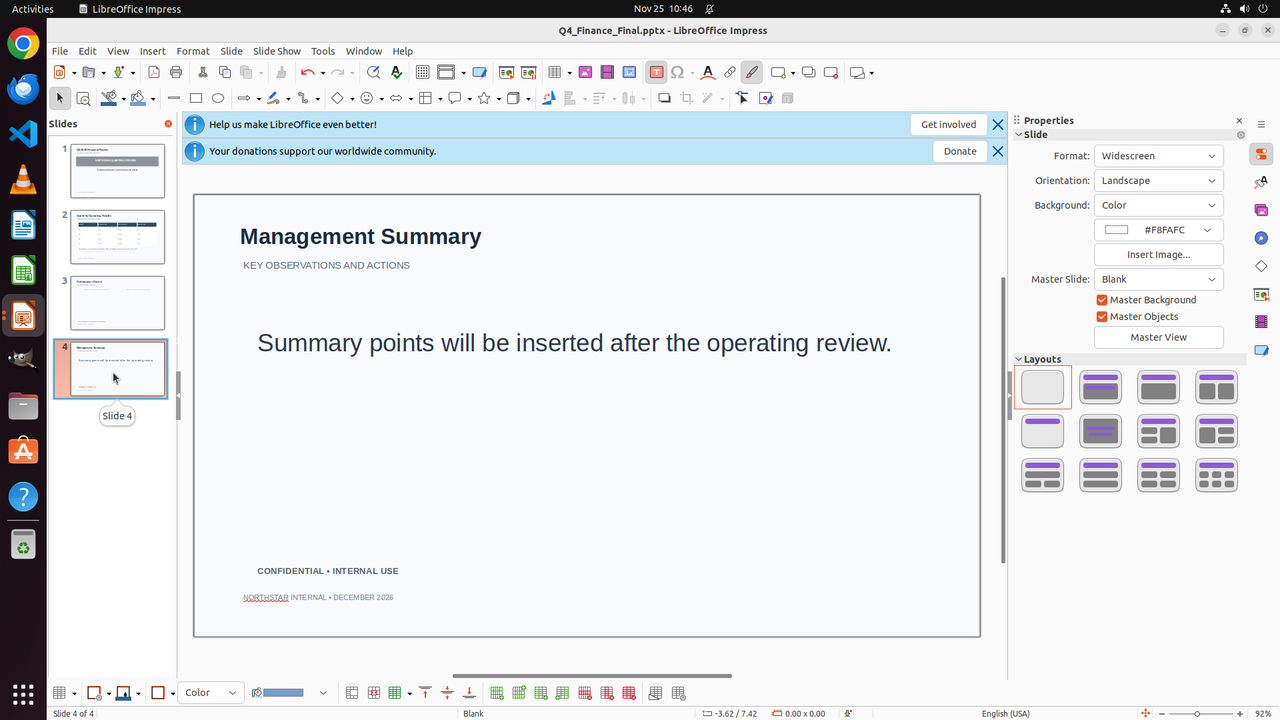 Activities
LibreOffice Impress
Nov 25 10:46
Q4_Finance_Final.pptx - LibreOffice Impress
File Edit View Insert Format Slide Slide Show Tools Window Help
Slides
Help us make LibreOffice even better!
Get involved
Your donations support our worldwide community.
Donate
1
2
3
4
Slide 4
Management Summary
KEY OBSERVATIONS AND ACTIONS
Summary points will be inserted after the operating review.
CONFIDENTIAL • INTERNAL USE
NORTHSTAR INTERNAL • DECEMBER 2026
Properties
Slide
Format: Widescreen
Orientation: Landscape
Background: Color
#F8FAFC
Insert Image...
Master Slide: Blank
Master Background
Master Objects
Master View
Layouts
Color
Slide 4 of 4
Blank
-3.62 / 7.42
0.00 x 0.00
English (USA)
92%